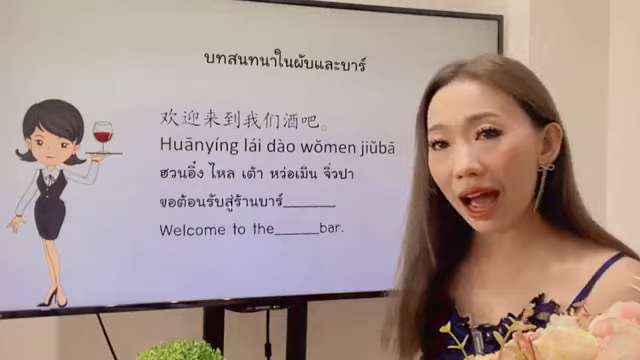 บทสนทนาในผับและบาร์
欢迎来到我们酒吧。
Huānyíng lái dào wǒmen jiǔbā
ฮวนอิ๋ง ไหล เต้า หว่อเมิน จิ่วปา
ขอต้อนรับสู่ร้านบาร์______
Welcome to the_____bar.